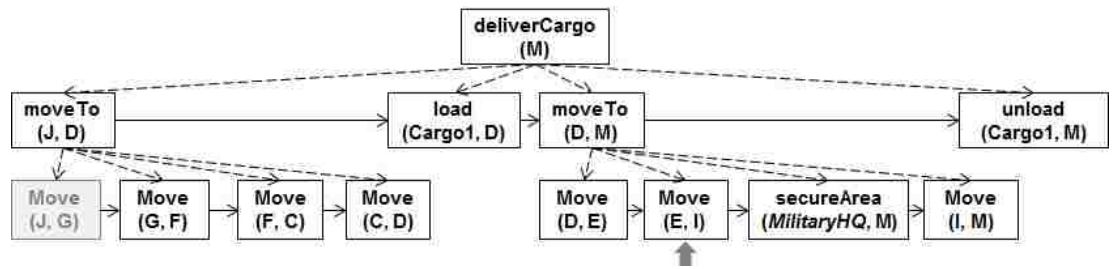 deliverCargo
(M)
moveTo
(J, D)
load
(Cargo1, D)
moveTo
(D, M)
unload
(Cargo1, M)
Move
(J, G)
Move
(G, F)
Move
(F, C)
Move
(C, D)
Move
(D, E)
Move
(E, I)
secureArea
(MilitaryHQ, M)
Move
(I, M)